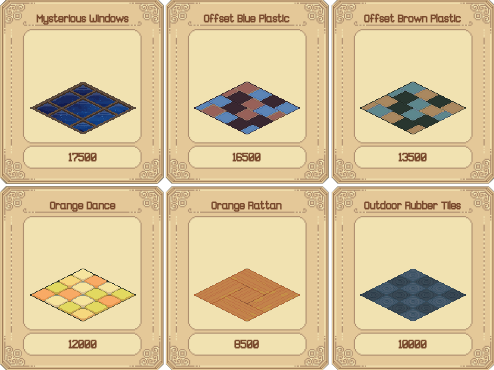 Mysterious Windows
Offset Blue Plastic
Offset Brown Plastic
17500
16500
13500
Orange Dance
Orange Rattan
Outdoor Rubber Tiles
12000
8500
10000